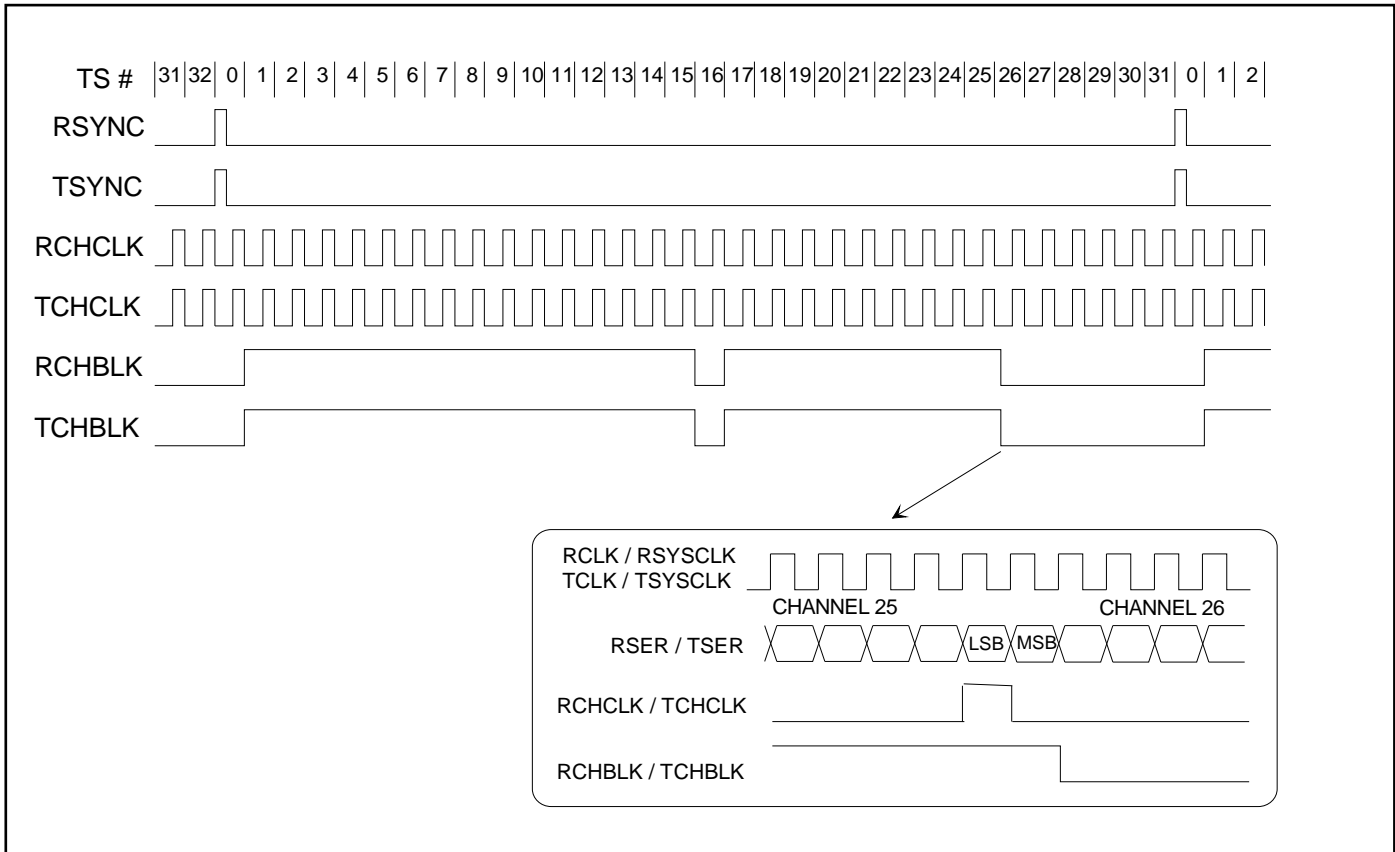 TS # 31 32 0 1 2 3 4 5 6 7 8 9 10 11 12 13 14 15 16 17 18 19 20 21 22 23 24 25 26 27 28 29 30 31 0 1 2
RSYNC
TSYNC
RCHCLK
TCHCLK
RCHBLK
TCHBLK
RCLK / RSYSCLK
TCLK / TSYSCLK
CHANNEL 25 CHANNEL 26
RSER / TSER LSB MSB
RCHCLK / TCHCLK
RCHBLK / TCHBLK